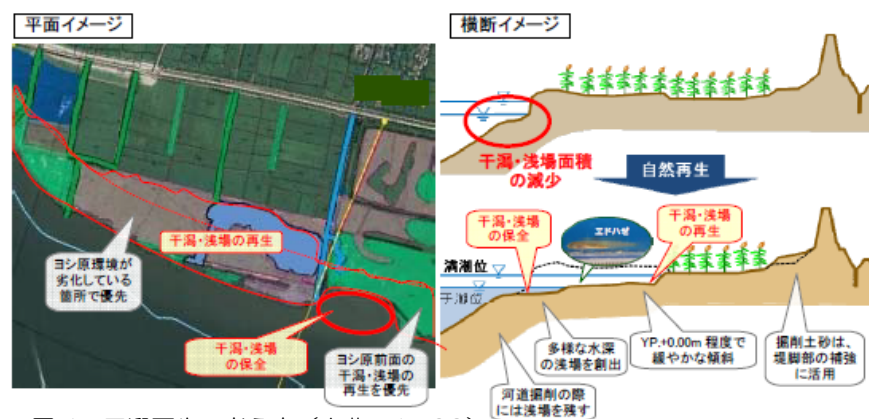 平面イメージ
横断イメージ
干潟・浅場の再生
ヨシ原環境が
劣化している
箇所で優先
干潟・浅場
の保全
ヨシ原前面の
干潟・浅場の
再生を優先
干潟・浅場面積
の減少
自然再生
干潟・浅場
の保全
エドハゼ
干潟・浅場
の再生
満潮位
干潮位
多様な水深
の浅場を創出
YP.+0.00m 程度で
緩やかな傾斜
掘削土砂は、
堤脚部の補強
に活用
河道掘削の際
には浅場を残す